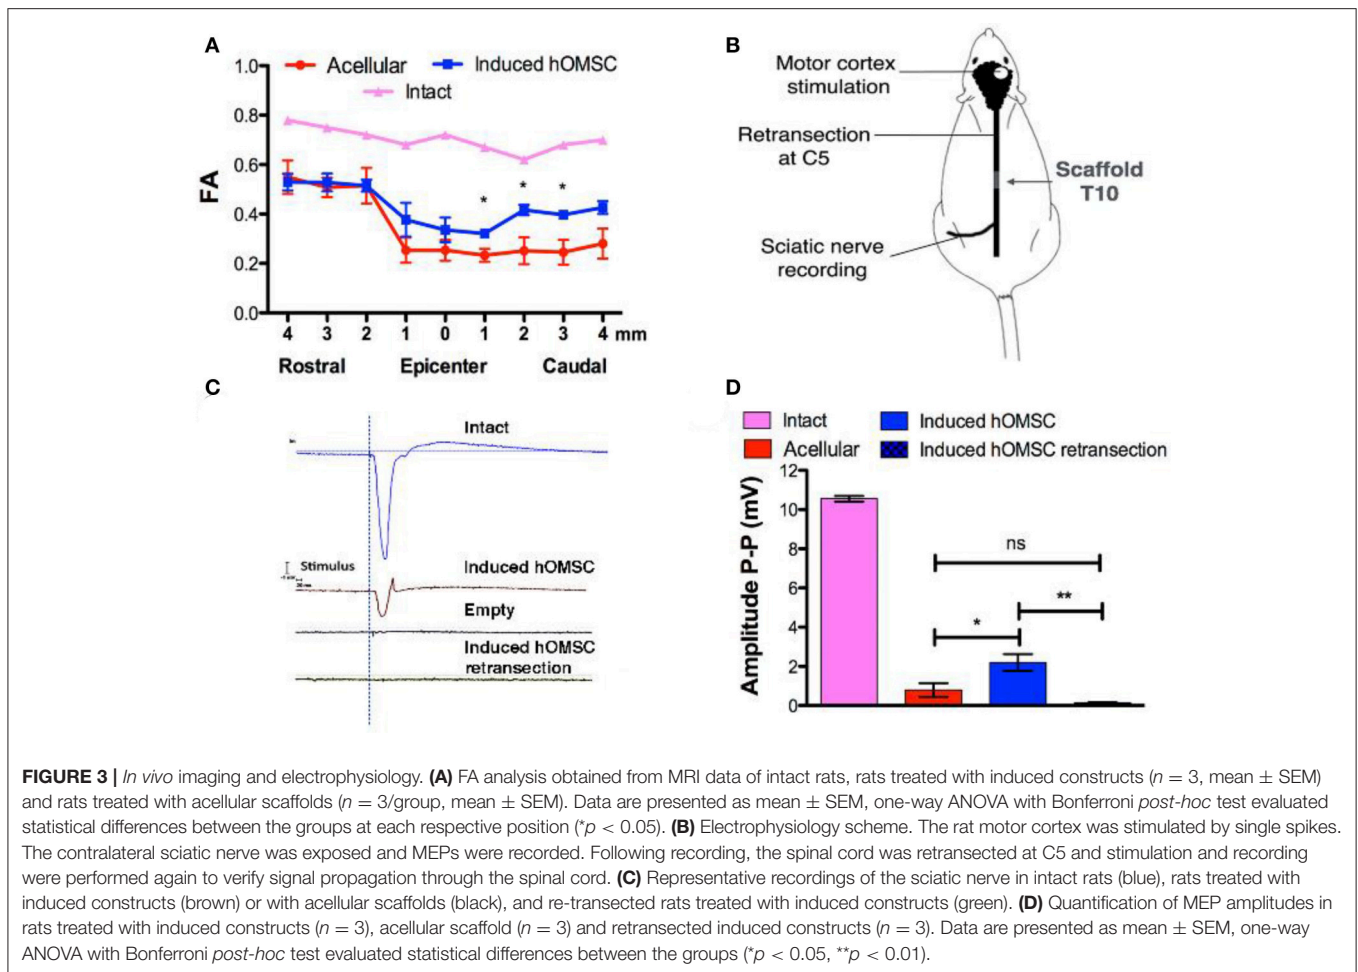 A
Acellular
Induced hOMSC
Intact
FA
1.0
0.8
0.6
0.4
0.2
0.0
* * *
4 3 2 1 0 1 2 3 4 mm
Rostral Epicenter Caudal
B
Motor cortex
stimulation
Retransection
at C5
Scaffold
T10
Sciatic nerve
recording
C
Intact
Stimulus
Induced hOMSC
Empty
Induced hOMSC
retransection
D
Intact
Induced hOMSC
Acellular
Induced hOMSC retransection
Amplitude P-P (mV)
12
10
8
6
4
2
0
ns
**
*
FIGURE 3 | In vivo imaging and electrophysiology. (A) FA analysis obtained from MRI data of intact rats, rats treated with induced constructs (n = 3, mean ± SEM)
and rats treated with acellular scaffolds (n = 3/group, mean ± SEM). Data are presented as mean ± SEM, one-way ANOVA with Bonferroni post-hoc test evaluated
statistical differences between the groups at each respective position (*p < 0.05). (B) Electrophysiology scheme. The rat motor cortex was stimulated by single spikes.
The contralateral sciatic nerve was exposed and MEPs were recorded. Following recording, the spinal cord was retransected at C5 and stimulation and recording
were performed again to verify signal propagation through the spinal cord. (C) Representative recordings of the sciatic nerve in intact rats (blue), rats treated with
induced constructs (brown) or with acellular scaffolds (black), and re-transected rats treated with induced constructs (green). (D) Quantification of MEP amplitudes in
rats treated with induced constructs (n = 3), acellular scaffold (n = 3) and retransected induced constructs (n = 3). Data are presented as mean ± SEM, one-way
ANOVA with Bonferroni post-hoc test evaluated statistical differences between the groups (*p < 0.05, **p < 0.01).